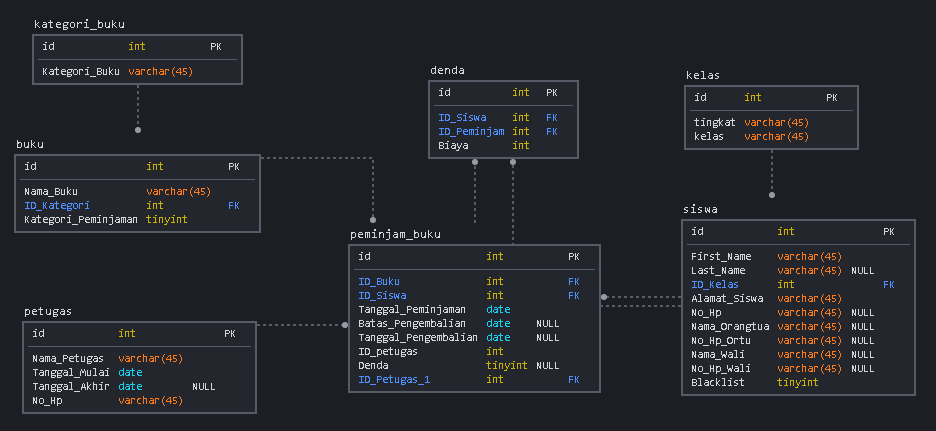 kategori_buku
id int PK
Kategori_Buku varchar(45)
denda
id int PK
ID_Siswa int FK
ID_Peminjam int FK
Biaya int
kelas
id int PK
tingkat varchar(45)
kelas varchar(45)
buku
id int PK
Nama_Buku varchar(45)
ID_Kategori int FK
Kategori_Peminjaman tinyint
peminjam_buku
id int PK
ID_Buku int FK
ID_Siswa int FK
Tanggal_Peminjaman date
Batas_Pengembalian date NULL
Tanggal_Pengembalian date NULL
ID_petugas int
Denda tinyint NULL
ID_Petugas_1 int FK
siswa
id int PK
First_Name varchar(45)
Last_Name varchar(45) NULL
ID_Kelas int FK
Alamat_Siswa varchar(45)
No_Hp varchar(45) NULL
Nama_Orangtua varchar(45) NULL
No_Hp_Ortu varchar(45) NULL
Nama_Wali varchar(45) NULL
No_Hp_Wali varchar(45) NULL
Blacklist tinyint
petugas
id int PK
Nama_Petugas varchar(45)
Tanggal_Mulai date
Tanggal_Akhir date NULL
No_Hp varchar(45)